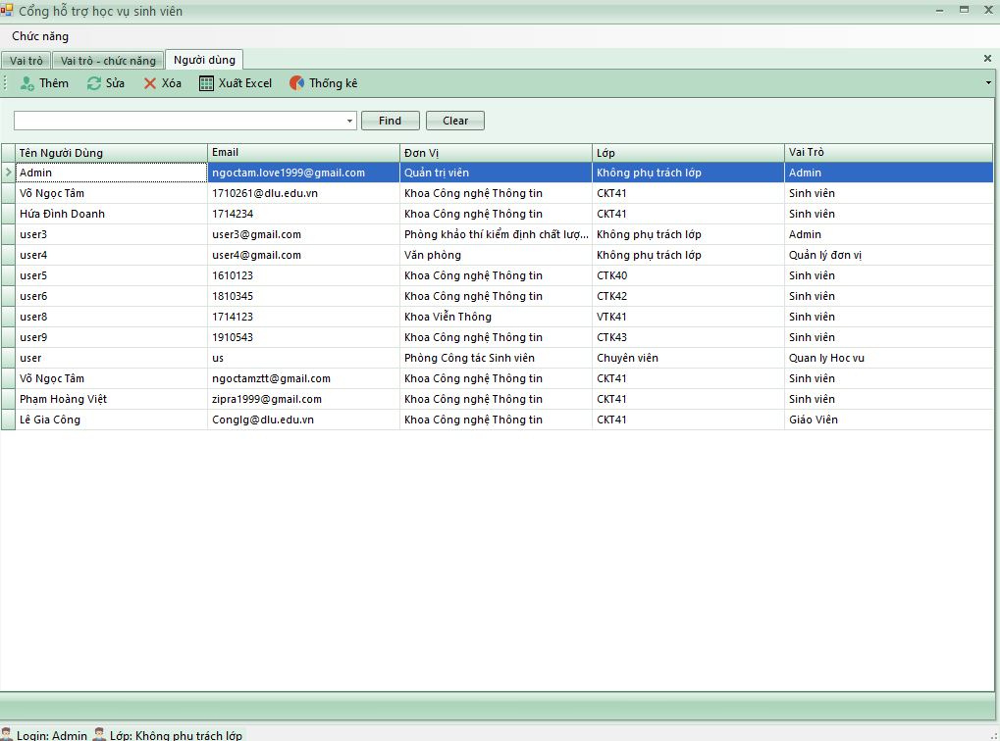 Cổng hỗ trợ học vụ sinh viên
Chức năng
Vai trò Vai trò - chức năng Người dùng
Thêm Sửa Xóa Xuất Excel Thống kê
Find Clear
Tên Người Dùng Email Đơn Vị Lớp Vai Trò
Admin ngoctam.love1999@gmail.com Quản trị viên Không phụ trách lớp Admin
Võ Ngọc Tâm 1710261@dlu.edu.vn Khoa Công nghệ Thông tin CKT41 Sinh viên
Hứa Đình Doanh 1714234 Khoa Công nghệ Thông tin CKT41 Sinh viên
user3 user3@gmail.com Phòng khảo thí kiểm định chất lượ... Không phụ trách lớp Admin
user4 user4@gmail.com Văn phòng Không phụ trách lớp Quản lý đơn vị
user5 1610123 Khoa Công nghệ Thông tin CTK40 Sinh viên
user6 1810345 Khoa Công nghệ Thông tin CTK42 Sinh viên
user8 1714123 Khoa Viễn Thông VTK41 Sinh viên
user9 1910543 Khoa Công nghệ Thông tin CTK43 Sinh viên
user us Phòng Công tác Sinh viên Chuyên viên Quan ly Hoc vu
Võ Ngọc Tâm ngoctamztt@gmail.com Khoa Công nghệ Thông tin CKT41 Sinh viên
Phạm Hoàng Việt zipra1999@gmail.com Khoa Công nghệ Thông tin CKT41 Sinh viên
Lê Gia Công Conglg@dlu.edu.vn Khoa Công nghệ Thông tin CKT41 Giáo Viên
Login: Admin Lớp: Không phụ trách lớp